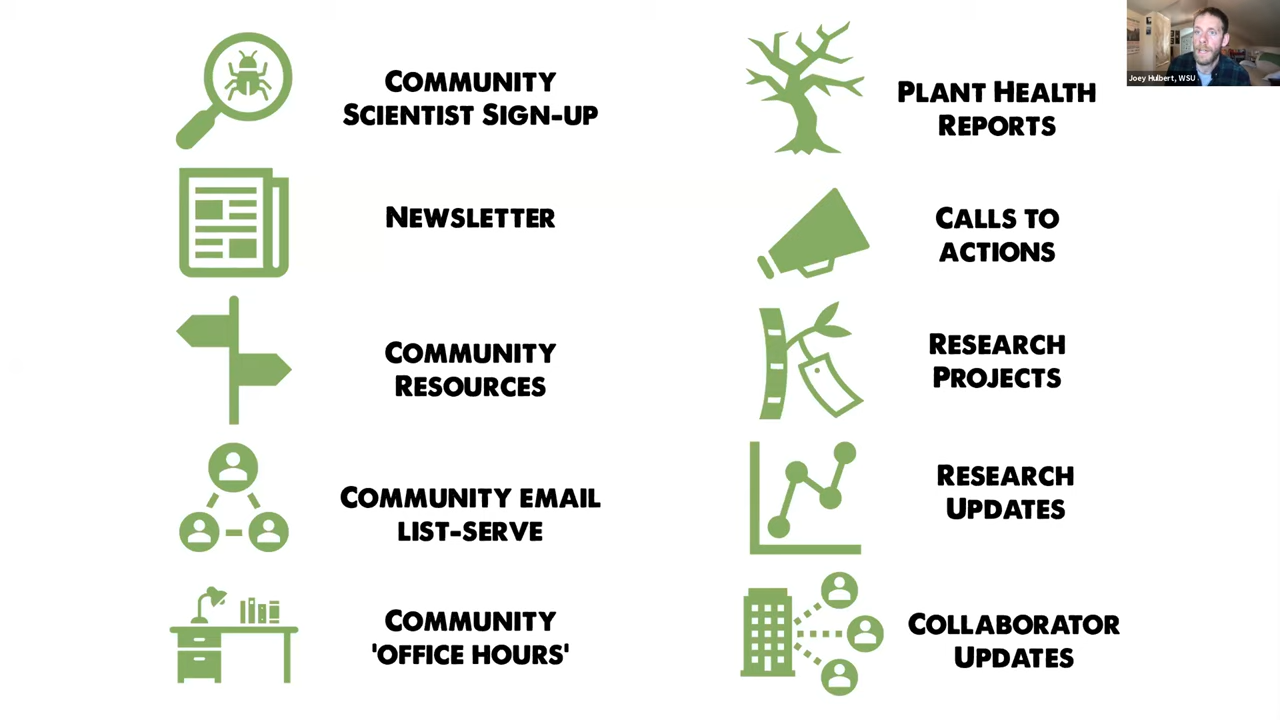 COMMUNITY
SCIENTIST SIGN-UP
NEWSLETTER
COMMUNITY
RESOURCES
COMMUNITY EMAIL
LIST-SERVE
COMMUNITY
'OFFICE HOURS'
PLANT HEALTH
REPORTS
CALLS TO
ACTIONS
RESEARCH
PROJECTS
RESEARCH
UPDATES
COLLABORATOR
UPDATES
Joey Hulbert, WSU